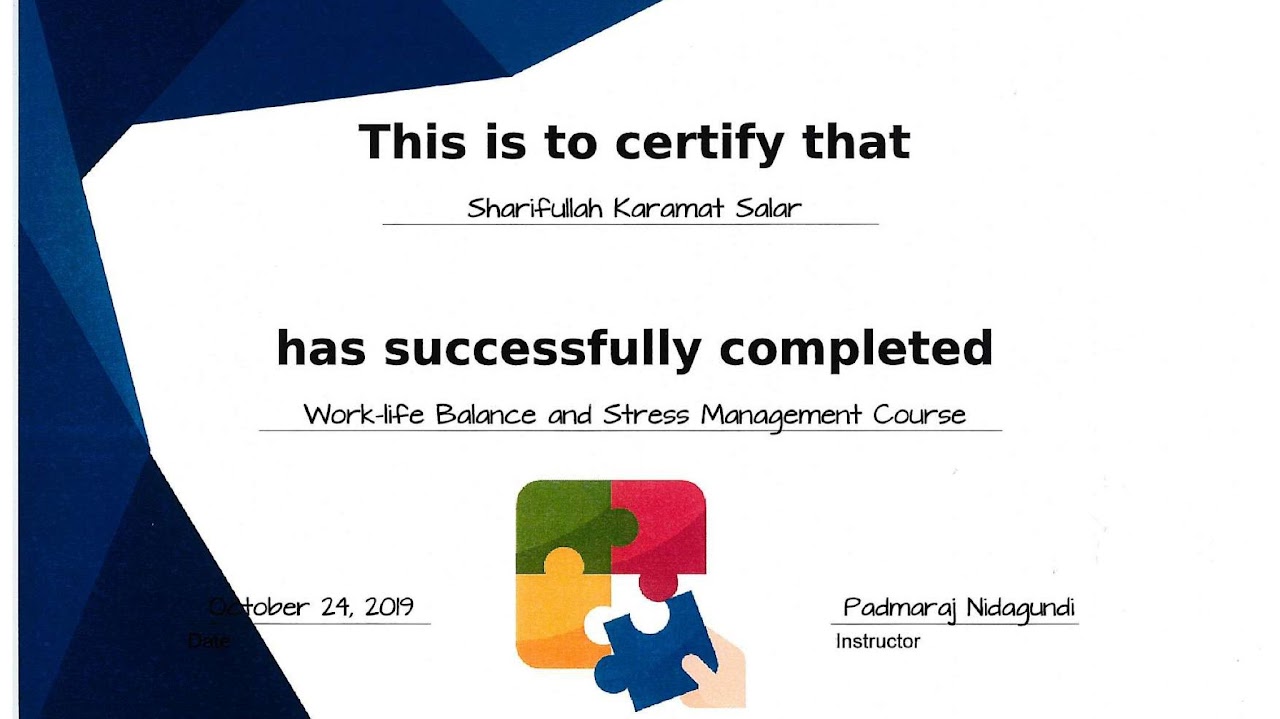 This is to certify that
Sharifullah Karamat Salar
has successfully completed
Work-life Balance and Stress Management Course
October 24, 2019
Date
Padmaraj Nidagundi
Instructor